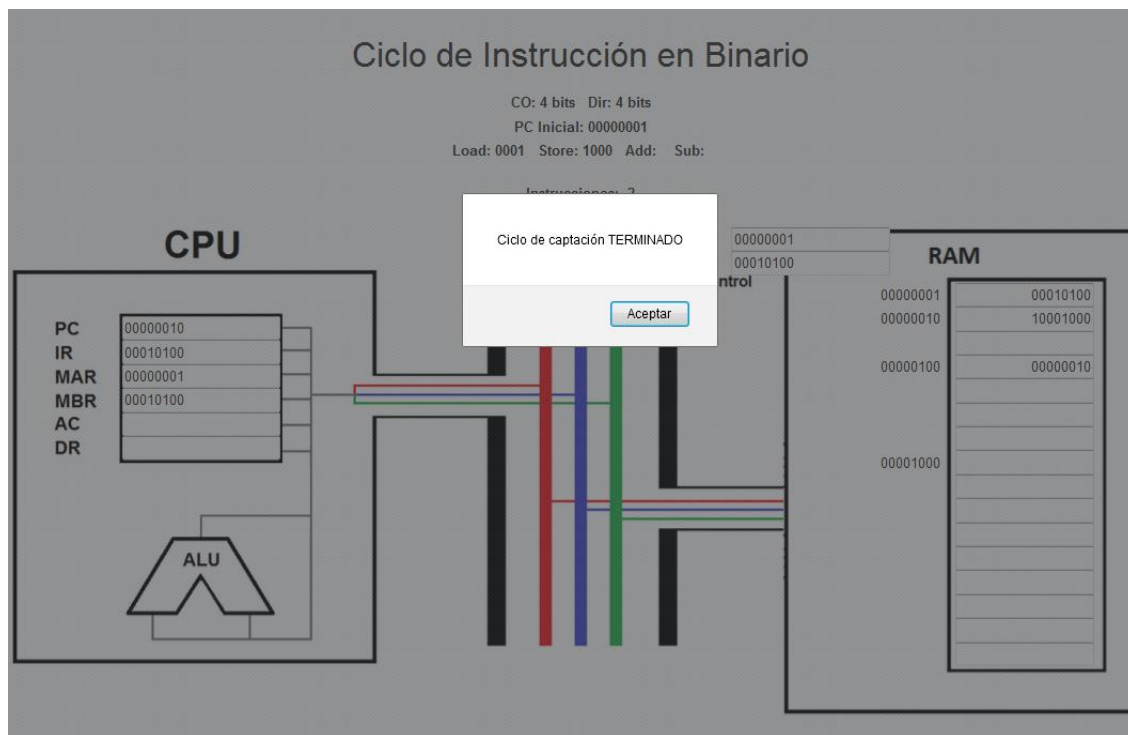 Ciclo de Instrucción en Binario
CO: 4 bits Dir: 4 bits
PC Inicial: 00000001
Load: 0001 Store: 1000 Add: Sub:
Instrucciones: 2
Ciclo de captación TERMINADO
Aceptar
00000001
00010100
ntrol
CPU
PC 00000010
IR 00010100
MAR 00000001
MBR 00010100
AC
DR
ALU
RAM
00000001 00010100
00000010 10001000
00000100 00000010
00001000